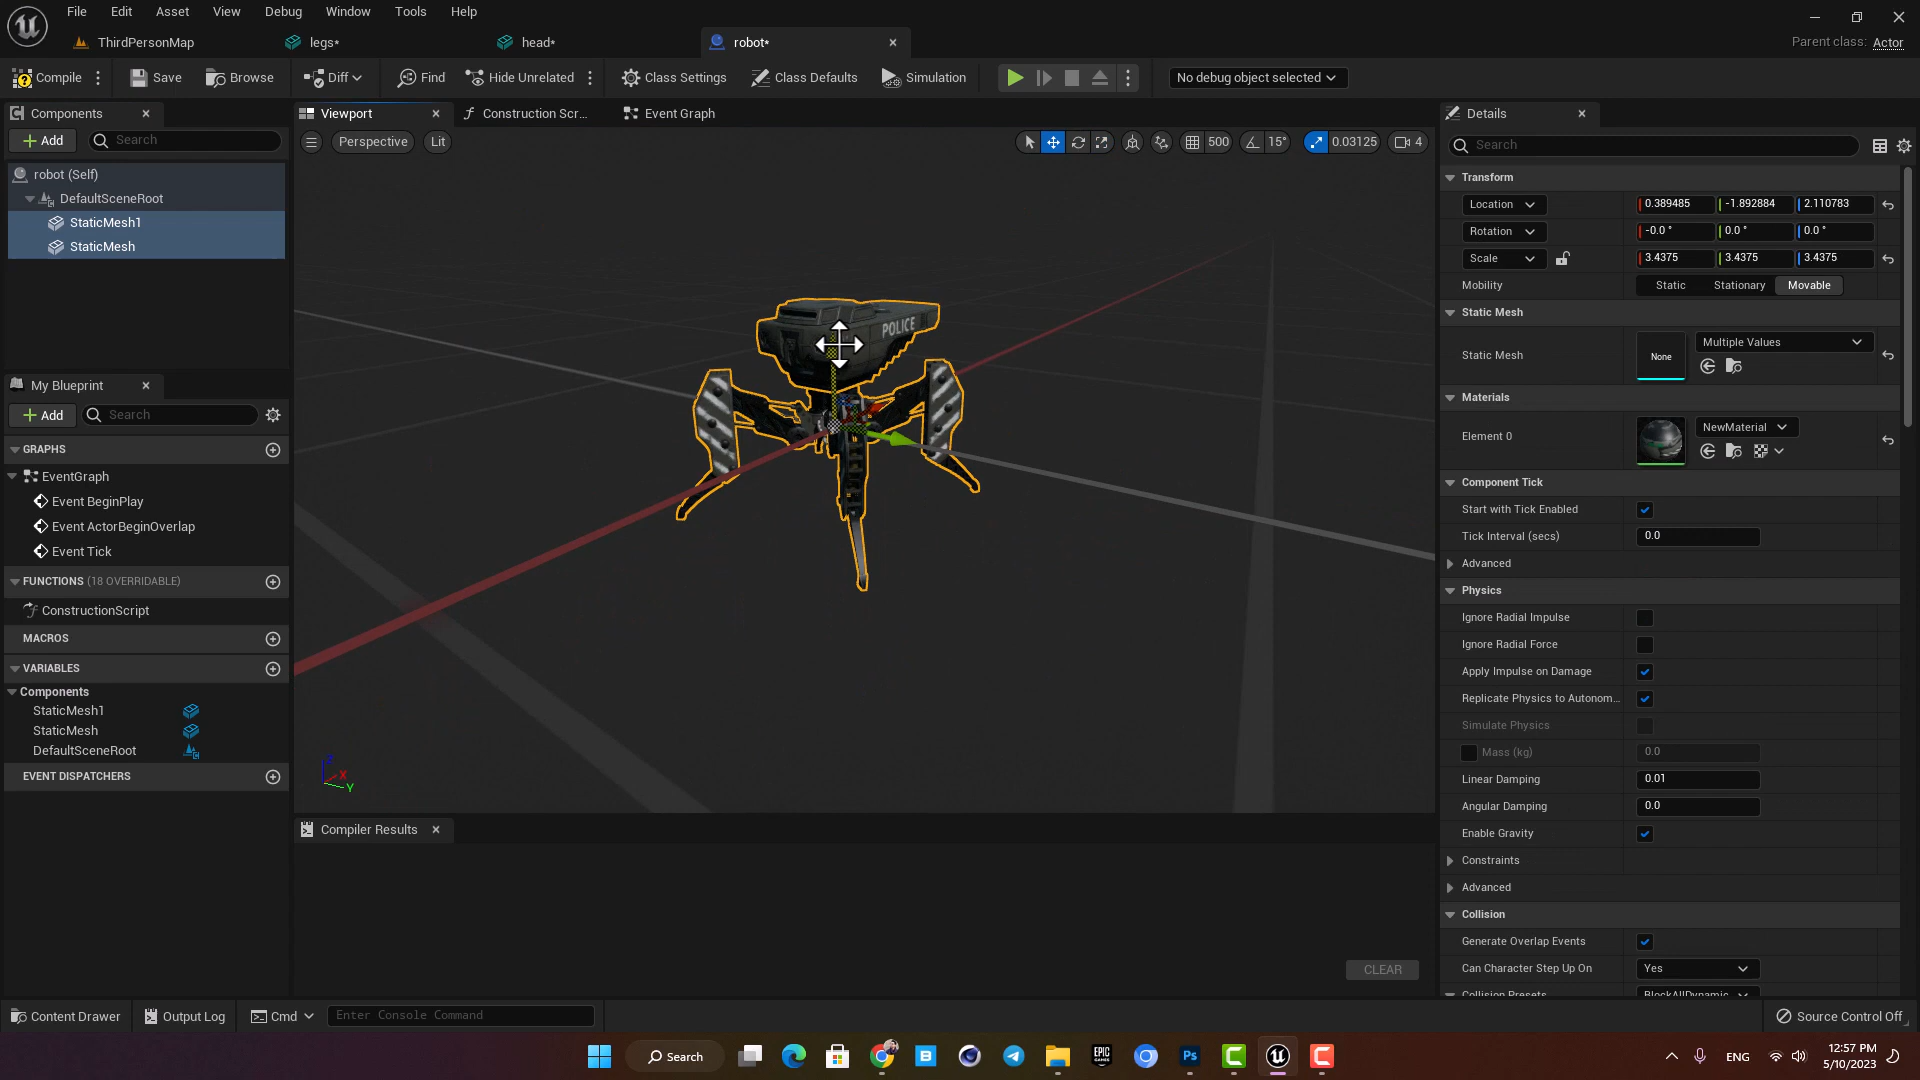 File Edit Asset View Debug Window Tools Help
ThirdPersonMap legs* head* robot*
Parent class: Actor
Compile Save Browse Diff Find Hide Unrelated Class Settings Class Defaults Simulation No debug object selected
Components
Add Search
robot (Self)
DefaultSceneRoot
StaticMesh1
StaticMesh
My Blueprint
Add Search
GRAPHS
EventGraph
Event BeginPlay
Event ActorBeginOverlap
Event Tick
FUNCTIONS (18 OVERRIDABLE)
ConstructionScript
MACROS
VARIABLES
Components
StaticMesh1
StaticMesh
DefaultSceneRoot
EVENT DISPATCHERS
Viewport Construction Scr... Event Graph
Perspective Lit 500 15° 0.03125 4
POLICE
Z
X
Y
Compiler Results
CLEAR
Details
Search
Transform
Location 0.389485 -1.892884 2.110783
Rotation -0.0 ° 0.0 ° 0.0 °
Scale 3.4375 3.4375 3.4375
Mobility Static Stationary Movable
Static Mesh
Static Mesh None Multiple Values
Materials
Element 0 NewMaterial
Component Tick
Start with Tick Enabled
Tick Interval (secs) 0.0
Advanced
Physics
Ignore Radial Impulse
Ignore Radial Force
Apply Impulse on Damage
Replicate Physics to Autonom...
Simulate Physics
Mass (kg) 0.0
Linear Damping 0.01
Angular Damping 0.0
Enable Gravity
Constraints
Advanced
Collision
Generate Overlap Events
Can Character Step Up On Yes
Collision Presets BlockAllDynamic
Content Drawer Output Log Cmd Enter Console Command Source Control Off
Search EPIC GAMES Ps ENG 12:57 PM
5/10/2023